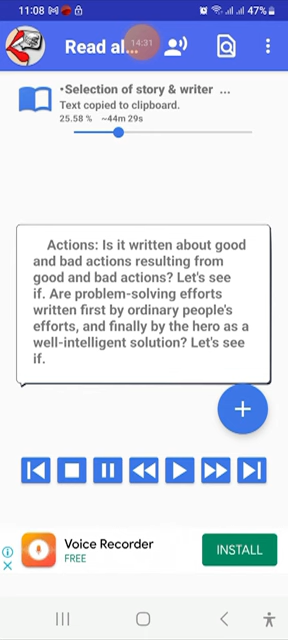 11:08 47%
Read al... 14:31
•Selection of story & writer ...
Text copied to clipboard.
25.58 % ~44m 29s
Actions: Is it written about good
and bad actions resulting from
good and bad actions? Let's see
if. Are problem-solving efforts
written first by ordinary people's
efforts, and finally by the hero as a
well-intelligent solution? Let's see
if.
+
Voice Recorder
FREE
INSTALL